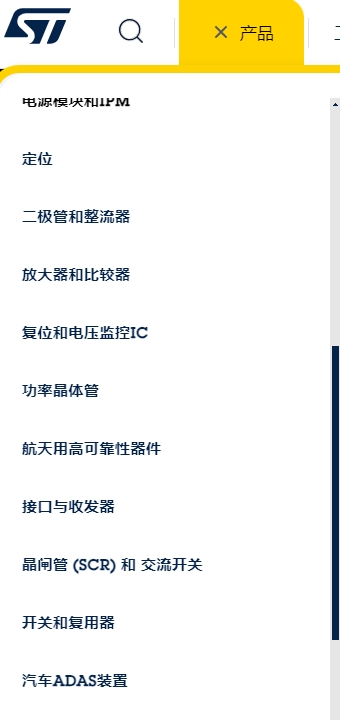 ST
产品
电源模块和IPM
定位
二极管和整流器
放大器和比较器
复位和电压监控IC
功率晶体管
航天用高可靠性器件
接口与收发器
晶闸管 (SCR) 和 交流开关
开关和复用器
汽车ADAS装置